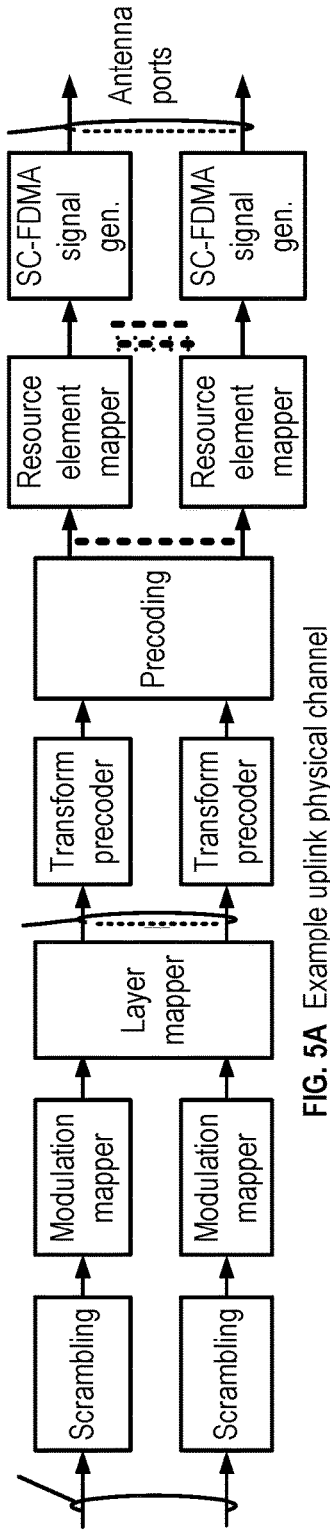 Scrambling
Scrambling
Modulation
mapper
Modulation
mapper
Layer
mapper
Transform
precoder
Transform
precoder
Precoding
Resource
element
mapper
Resource
element
mapper
SC-FDMA
signal
gen.
SC-FDMA
signal
gen.
Antenna
ports
FIG. 5A Example uplink physical channel